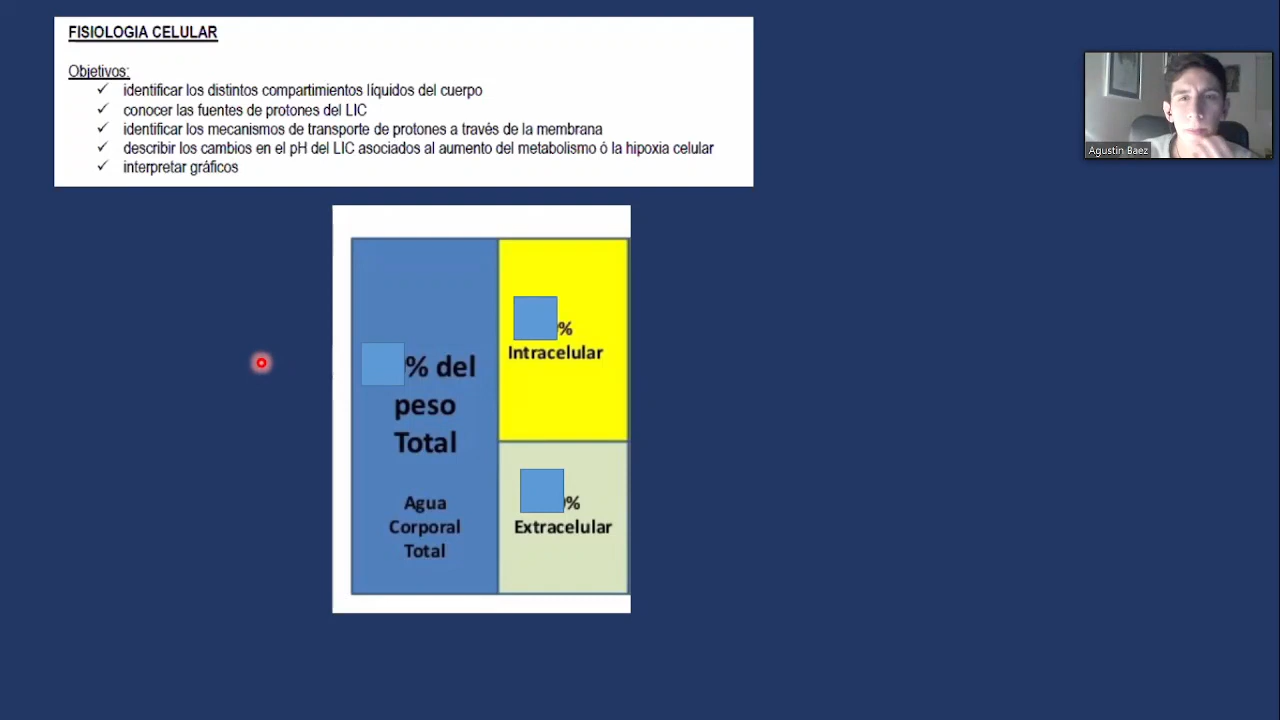 FISIOLOGIA CELULAR
Objetivos:
✓ identificar los distintos compartimientos líquidos del cuerpo
✓ conocer las fuentes de protones del LIC
✓ identificar los mecanismos de transporte de protones a través de la membrana
✓ describir los cambios en el pH del LIC asociados al aumento del metabolismo ó la hipoxia celular
✓ interpretar gráficos
Agustin Baez
% del
peso
Total
Agua
Corporal
Total
%
Intracelular
%
Extracelular